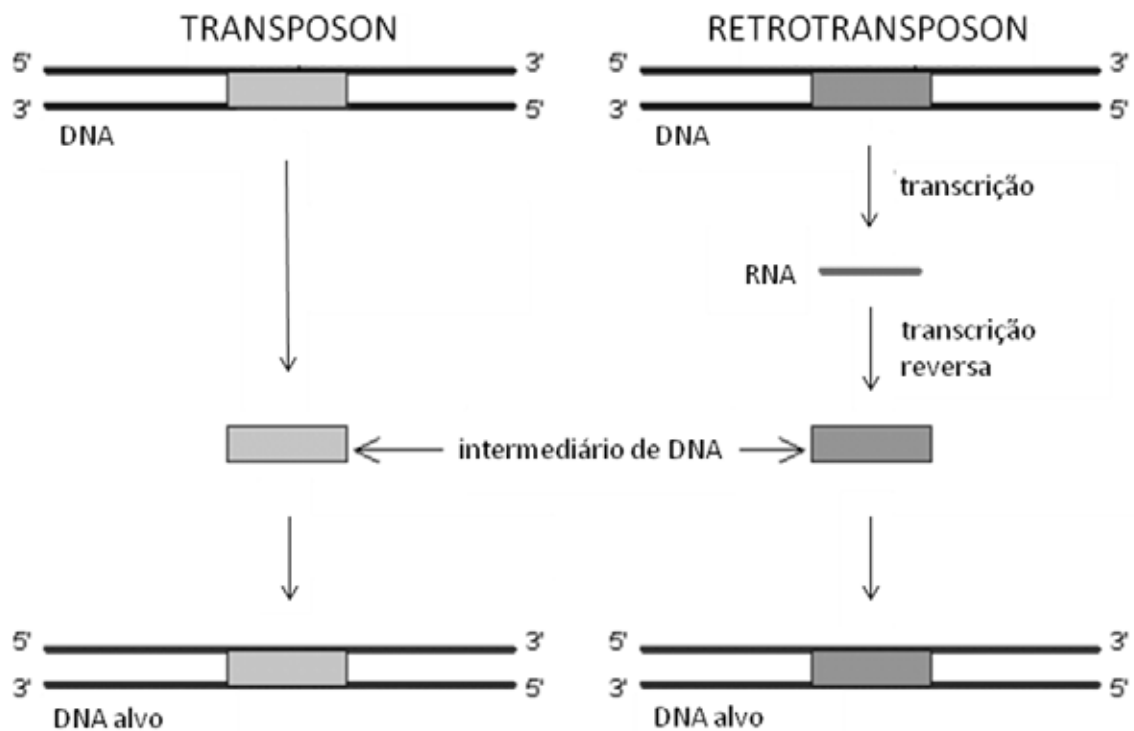 TRANSPOSON
5' 3'
3' 5'
DNA
RETROTRANSPOSON
5' 3'
3' 5'
DNA
transcrição
RNA
transcrição
reversa
intermediário de DNA
5' 3'
3' 5'
DNA alvo
5' 3'
3' 5'
DNA alvo